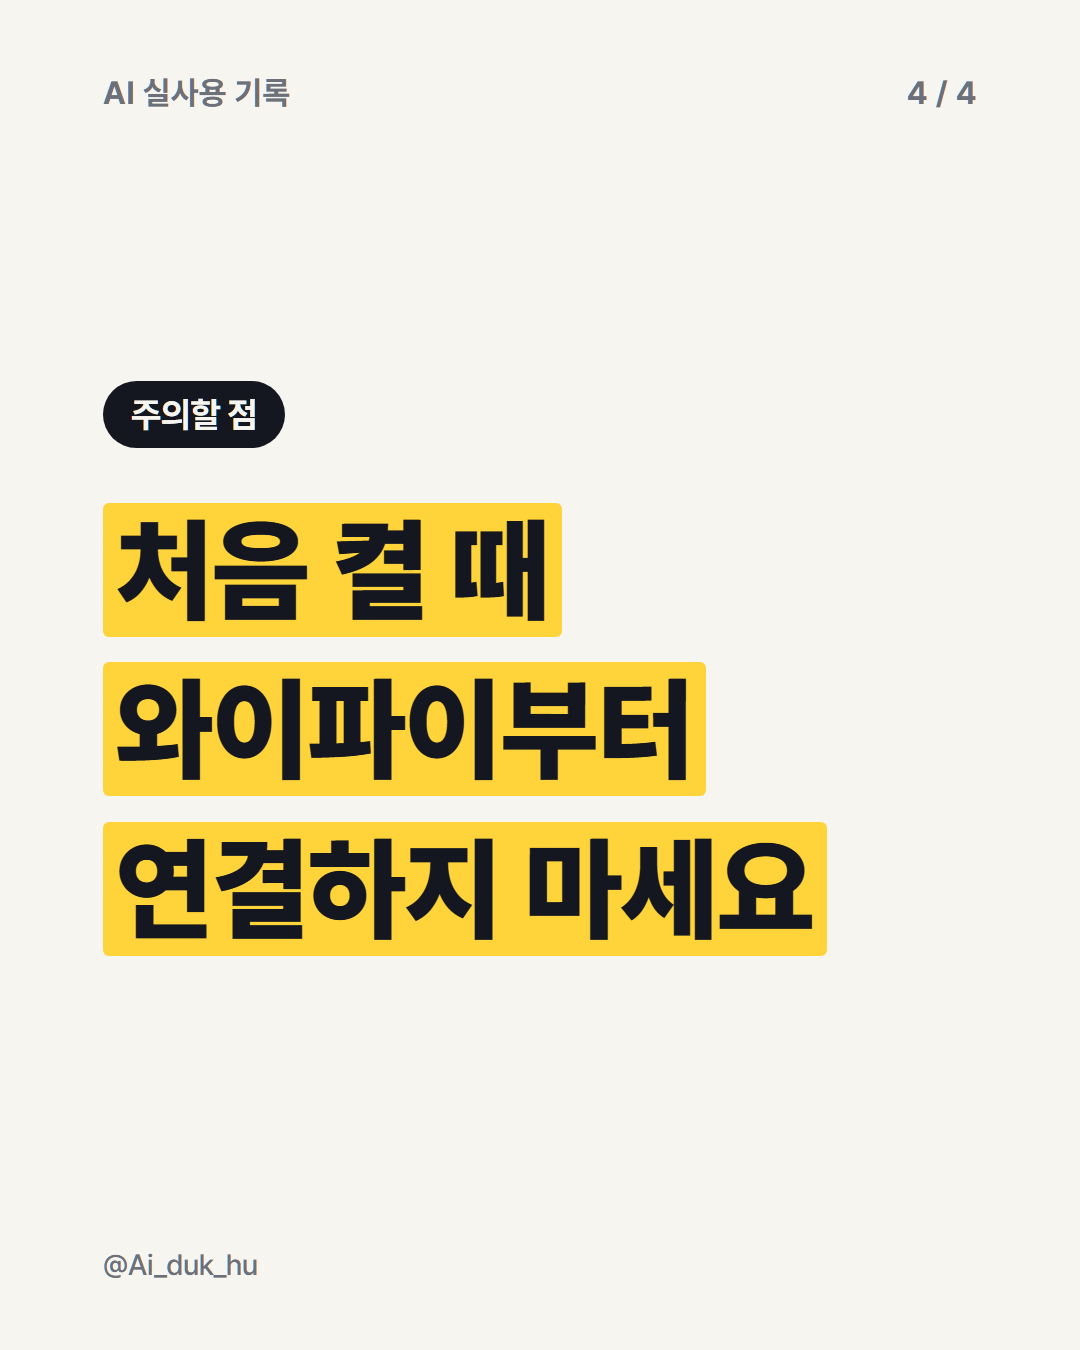 AI 실사용 기록
4 / 4
주의할 점
처음 켤 때
와이파이부터
연결하지 마세요
@Ai_duk_hu